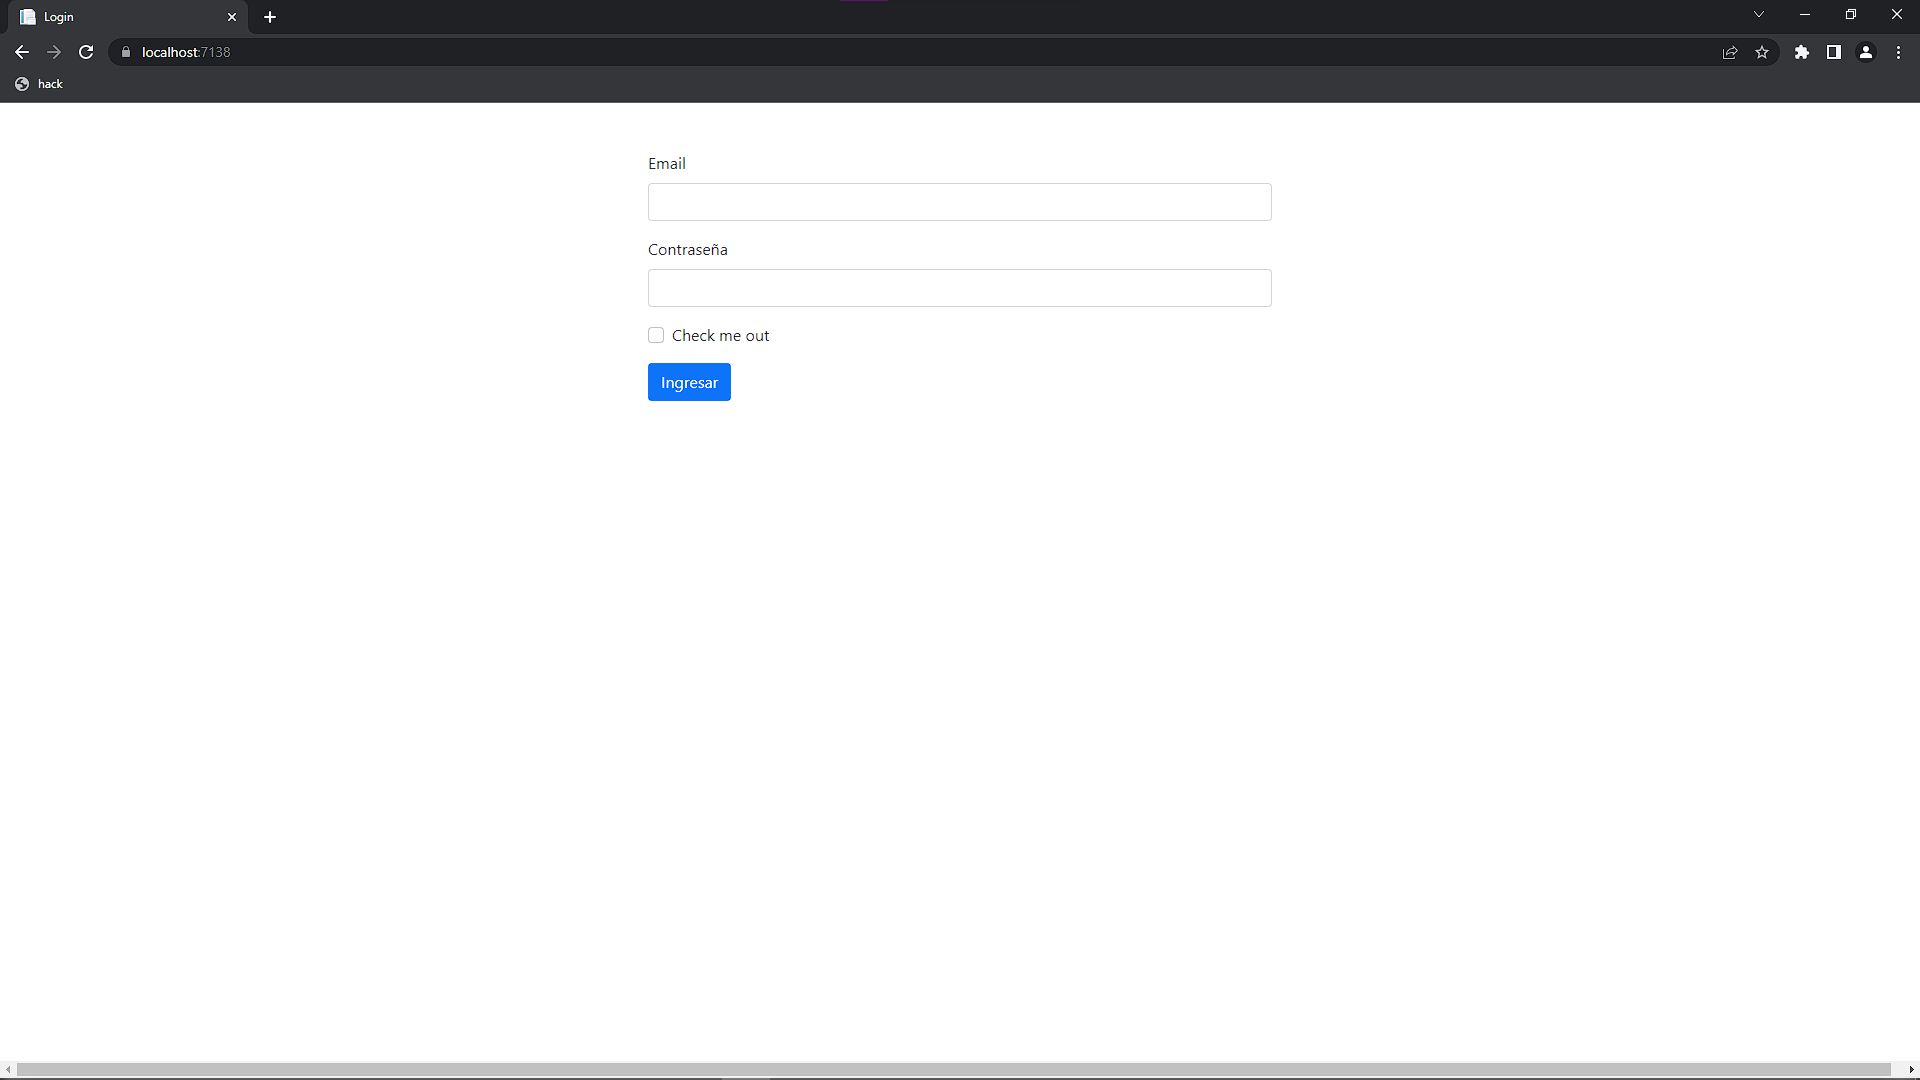 Login
localhost:7138
hack
Email
Contraseña
Check me out
Ingresar